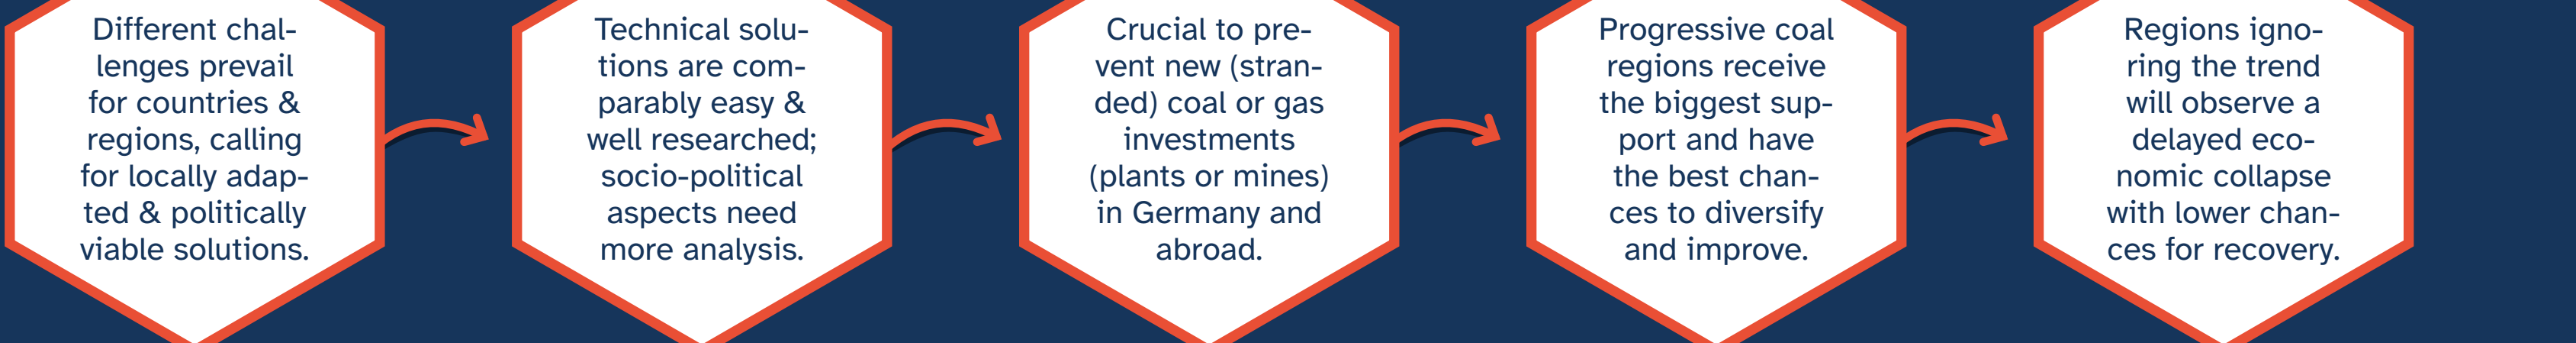 Different chal-
lenges prevail
for countries &
regions, calling
for locally adap-
ted & politically
viable solutions.
Technical solu-
tions are com-
parably easy &
well researched;
socio-political
aspects need
more analysis.
Crucial to pre-
vent new (stran-
ded) coal or gas
investments
(plants or mines)
in Germany and
abroad.
Progressive coal
regions receive
the biggest sup-
port and have
the best chan-
ces to diversify
and improve.
Regions igno-
ring the trend
will observe a
delayed eco-
nomic collapse
with lower chan-
ces for recovery.